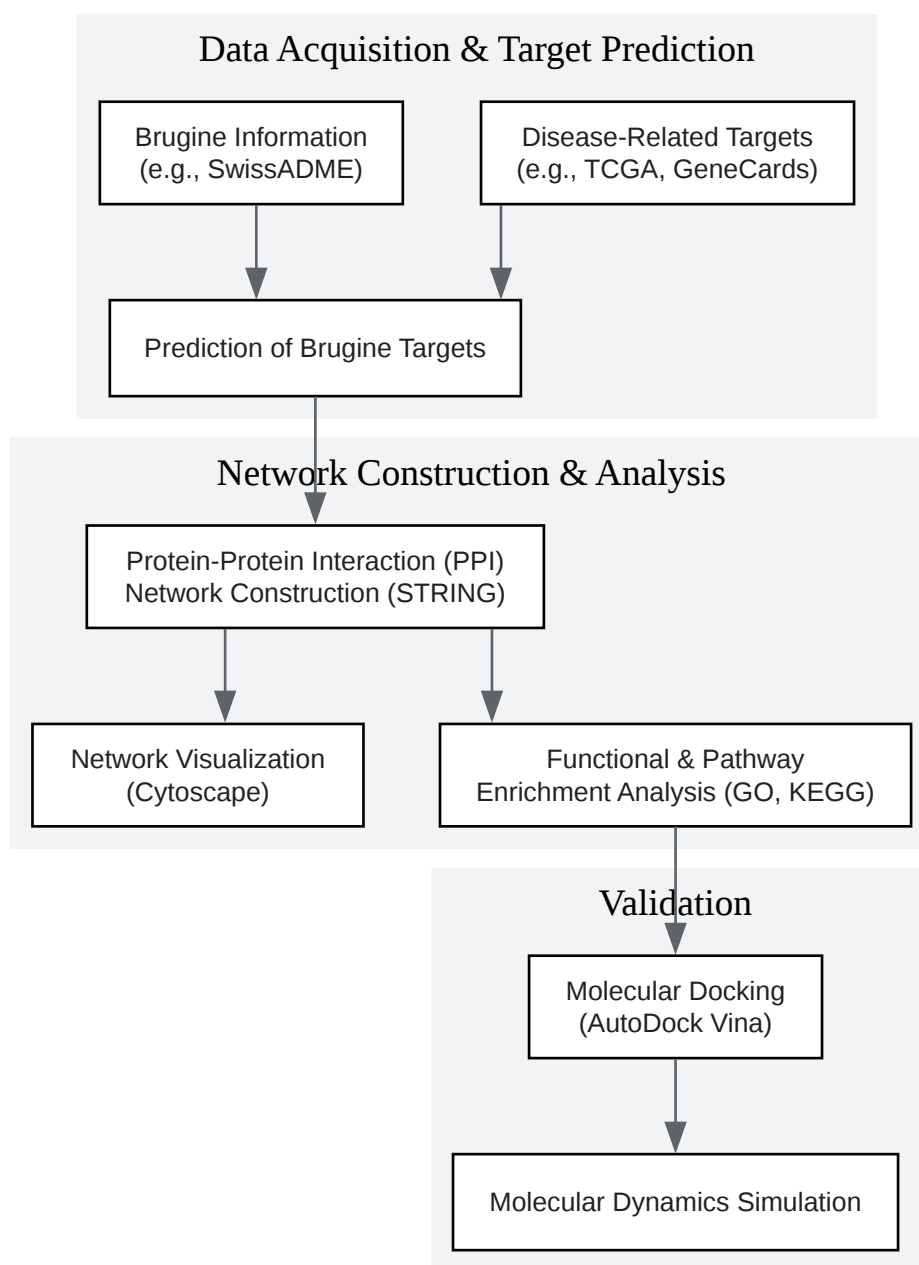 Data Acquisition & Target Prediction
Brugine Information
(e.g., SwissADME)
Disease-Related Targets
(e.g., TCGA, GeneCards)
Prediction of Brugine Targets
Network Construction & Analysis
Protein-Protein Interaction (PPI)
Network Construction (STRING)
Network Visualization
(Cytoscape)
Functional & Pathway
Enrichment Analysis (GO, KEGG)
Validation
Molecular Docking
(AutoDock Vina)
Molecular Dynamics Simulation